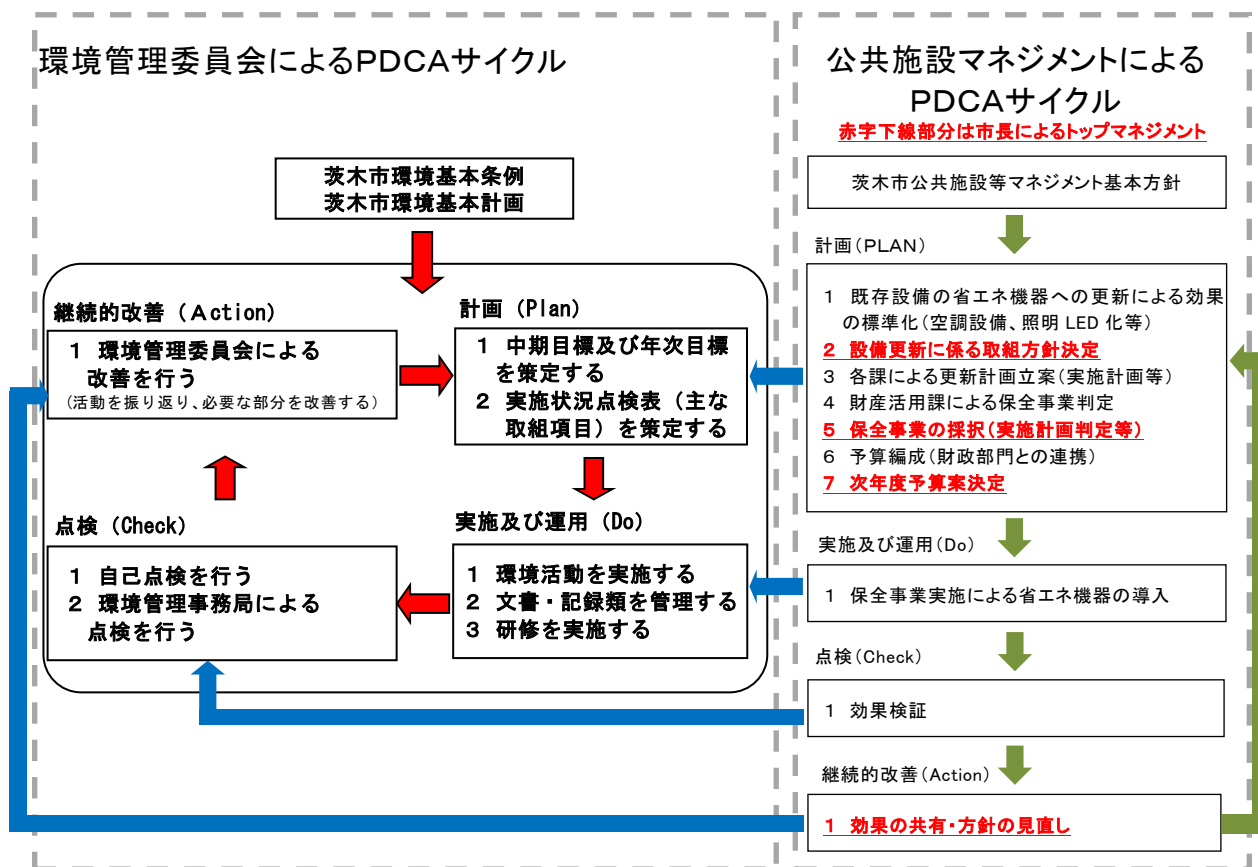 環境管理委員会によるPDCAサイクル
茨木市環境基本条例
茨木市環境基本計画
継続的改善（Action）
1 環境管理委員会による
改善を行う
(活動を振り返り、必要な部分を改善する)
計画（Plan）
1 中期目標及び年次目標
を策定する
2 実施状況点検表（主な
取組項目）を策定する
点検（Check）
1 自己点検を行う
2 環境管理事務局による
点検を行う
実施及び運用（Do）
1 環境活動を実施する
2 文書・記録類を管理する
3 研修を実施する
公共施設マネジメントによる
PDCAサイクル
赤字下線部分は市長によるトップマネジメント
茨木市公共施設等マネジメント基本方針
計画（PLAN）
1 既存設備の省エネ機器への更新による効果
の標準化（空調設備、照明 LED 化等）
2 設備更新に係る取組方針決定
3 各課による更新計画立案（実施計画等）
4 財産活用課による保全事業判定
5 保全事業の採択（実施計画判定等）
6 予算編成（財政部門との連携）
7 次年度予算案決定
実施及び運用（Do）
1 保全事業実施による省エネ機器の導入
点検（Check）
1 効果検証
継続的改善（Action）
1 効果の共有・方針の見直し